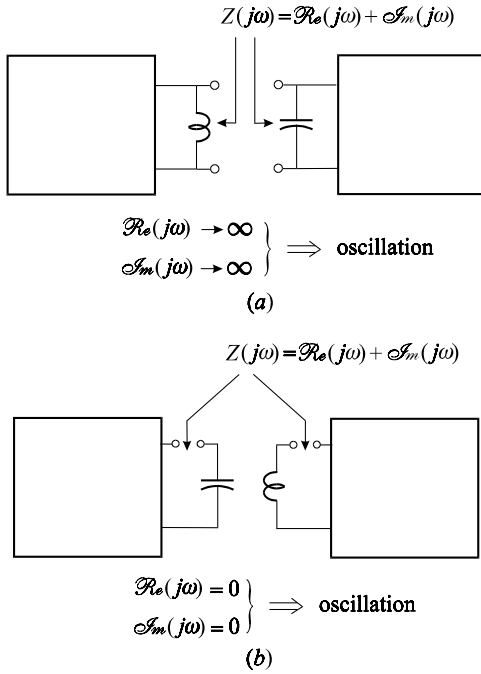 Z(jω)=ℛe(jω)+ ℐm(jω)
ℛe(jω) → ∞
ℐm(jω) → ∞
⟹ oscillation
(a)
Z(jω)=ℛe(jω)+ ℐm(jω)
ℛe(jω) = 0
ℐm(jω) = 0
⟹ oscillation
(b)